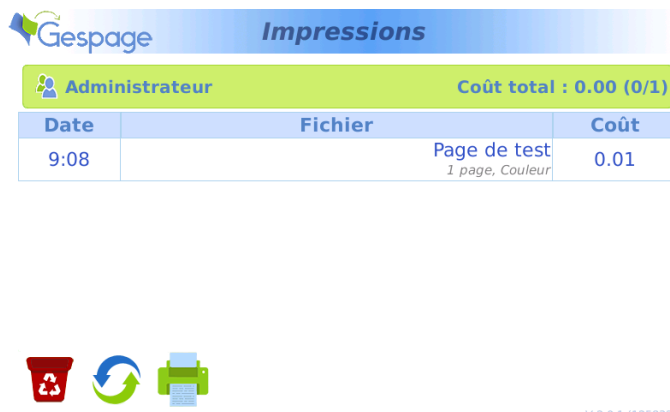 Gespage
Impressions
Administrateur
Coût total : 0.00 (0/1)
Date Fichier Coût
9:08 Page de test 0.01
1 page, Couleur